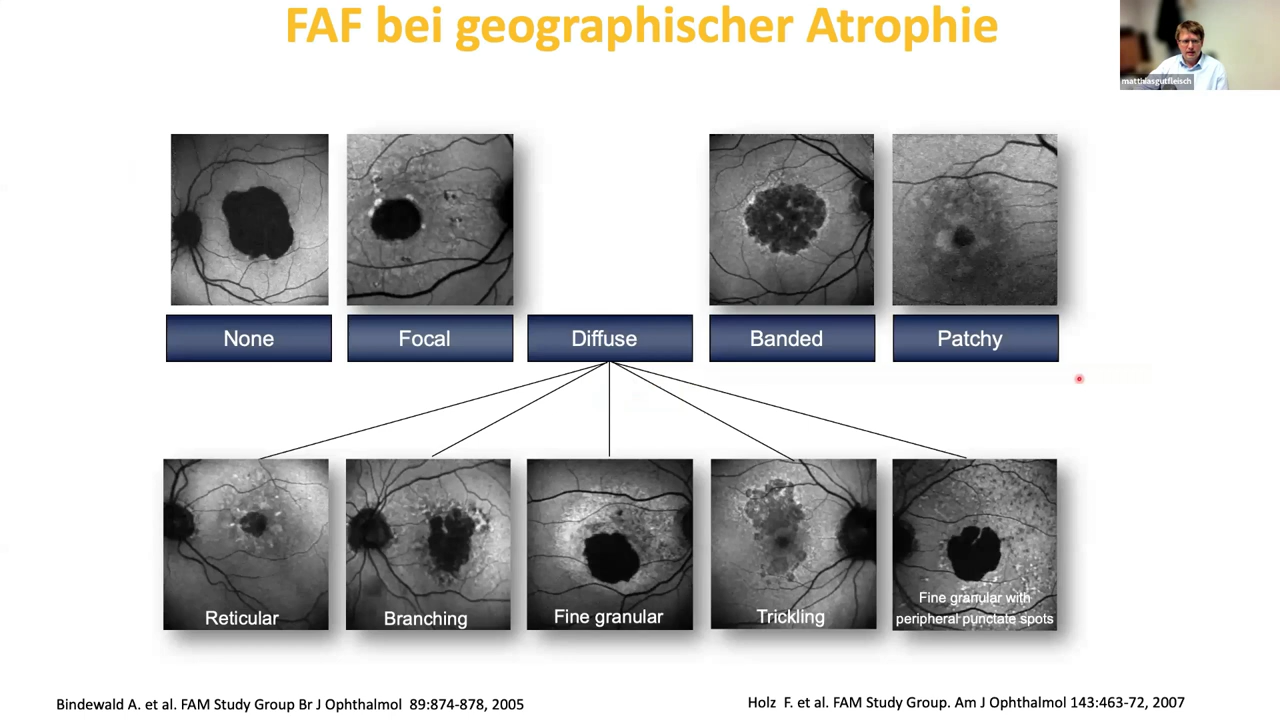 FAF bei geographischer Atrophie
matthiasgutfleisch
None
Focal
Diffuse
Banded
Patchy
Reticular
Branching
Fine granular
Trickling
Fine granular with
peripheral punctate spots
Bindewald A. et al. FAM Study Group Br J Ophthalmol 89:874-878, 2005
Holz F. et al. FAM Study Group. Am J Ophthalmol 143:463-72, 2007